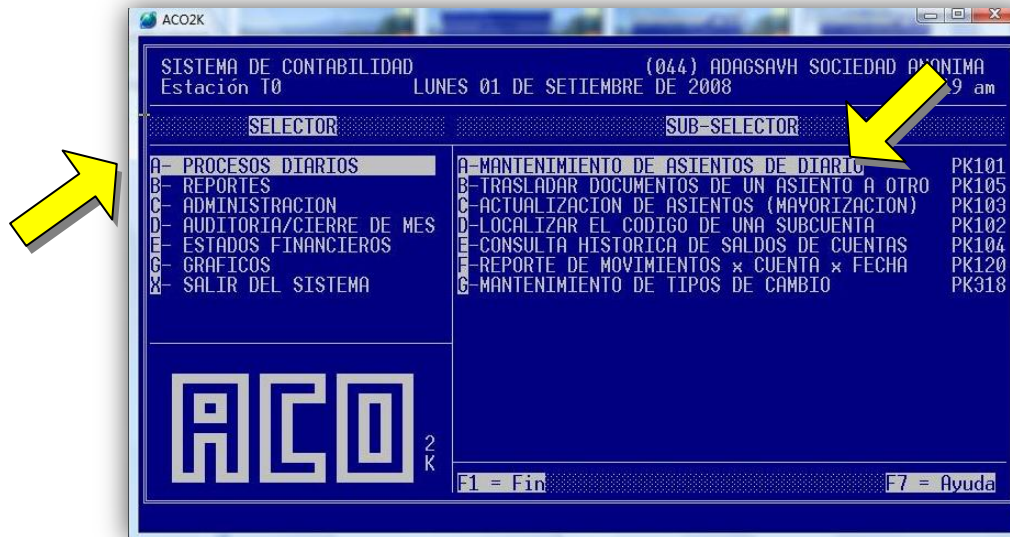 ACO2K
SISTEMA DE CONTABILIDAD (044) ADAGSAVH SOCIEDAD ANONIMA
Estación T0 LUNES 01 DE SETIEMBRE DE 2008 am
SELECTOR SUB-SELECTOR
A- PROCESOS DIARIOS A-MANTENIMIENTO DE ASIENTOS DE DIARIO PK101
B- REPORTES B-TRASLADAR DOCUMENTOS DE UN ASIENTO A OTRO PK105
C- ADMINISTRACION C-ACTUALIZACION DE ASIENTOS (MAYORIZACION) PK103
D- AUDITORIA/CIERRE DE MES D-LOCALIZAR EL CODIGO DE UNA SUBCUENTA PK102
E- ESTADOS FINANCIEROS E-CONSULTA HISTORICA DE SALDOS DE CUENTAS PK104
G- GRAFICOS F-REPORTE DE MOVIMIENTOS x CUENTA x FECHA PK120
X- SALIR DEL SISTEMA G-MANTENIMIENTO DE TIPOS DE CAMBIO PK318
ACO 2K
F1 = Fin F7 = Ayuda